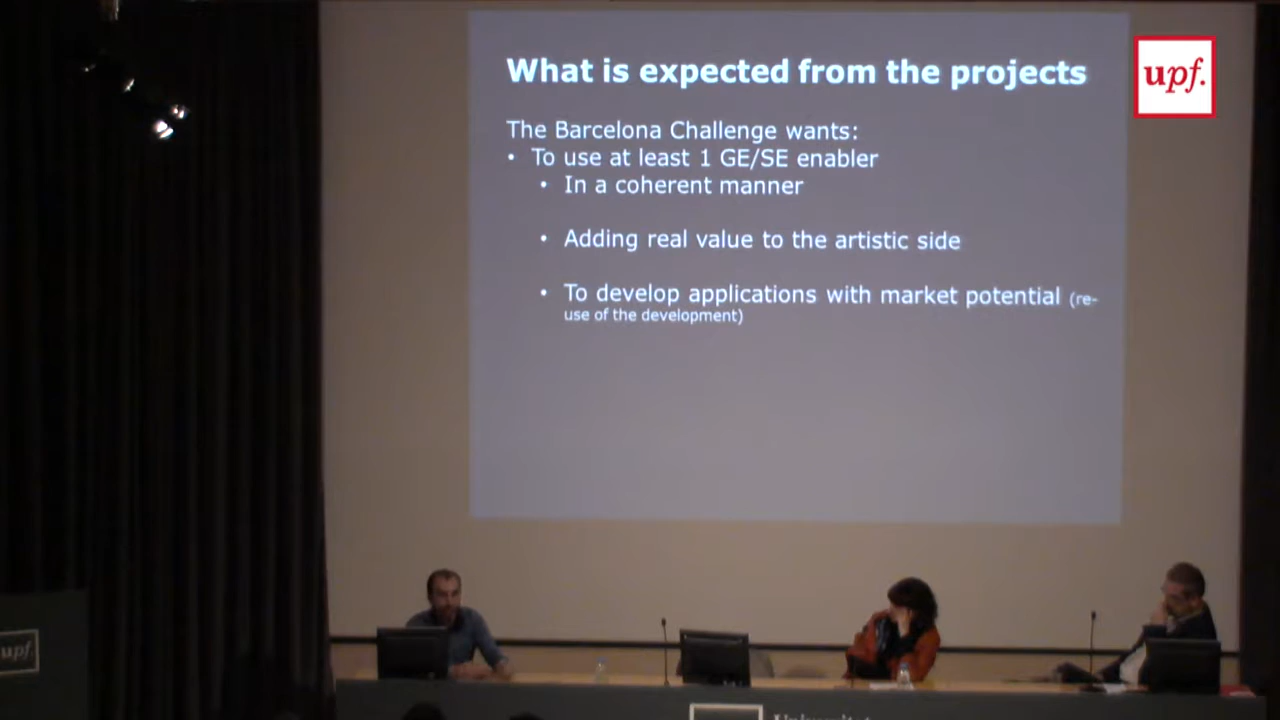 What is expected from the projects
upf.
The Barcelona Challenge wants:
• To use at least 1 GE/SE enabler
• In a coherent manner
• Adding real value to the artistic side
• To develop applications with market potential (re-
use of the development)
upf.
Universitat